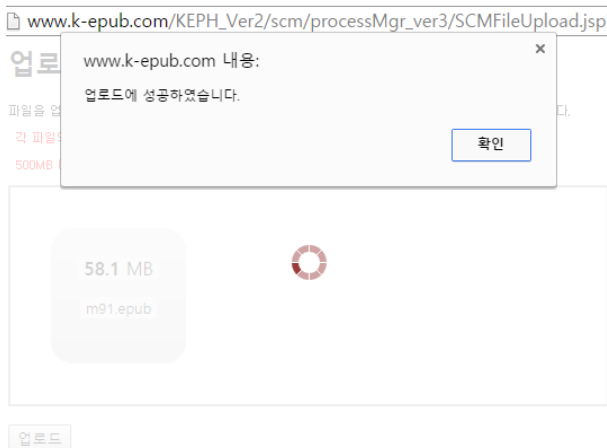 www.k-epub.com/KEPH_Ver2/scm/processMgr_ver3/SCMFileUpload.jsp
업로
www.k-epub.com 내용:
업로드에 성공하였습니다.
파일을 업
다.
각 파일의
확인
500MB
58.1 MB
m91.epub
업로드